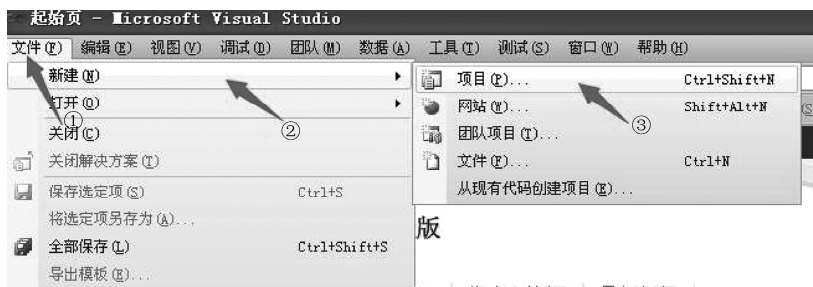 起始页 - Microsoft Visual Studio
文件(F) 编辑(E) 视图(V) 调试(D) 团队(M) 数据(A) 工具(T) 测试(S) 窗口(W) 帮助(H)
新建(N)
打开(O)
①
②
关闭(C)
关闭解决方案(T)
保存选定项(S) Ctrl+S
将选定项另存为(A)...
全部保存(L) Ctrl+Shift+S
导出模板(E)...
项目(P)... Ctrl+Shift+N
网站(W)... Shift+Alt+N
③
团队项目(T)...
文件(F)... Ctrl+N
从现有代码创建项目(E)...
版